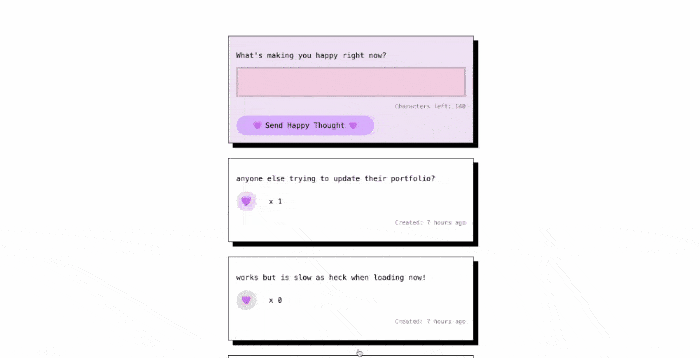 What's making you happy right now?
Characters left: 160
Send Happy Thought
anyone else trying to update their portfolio?
x 1
Created: 7 hours ago
works but is slow as heck when loading now!
x 0
Created: 7 hours ago